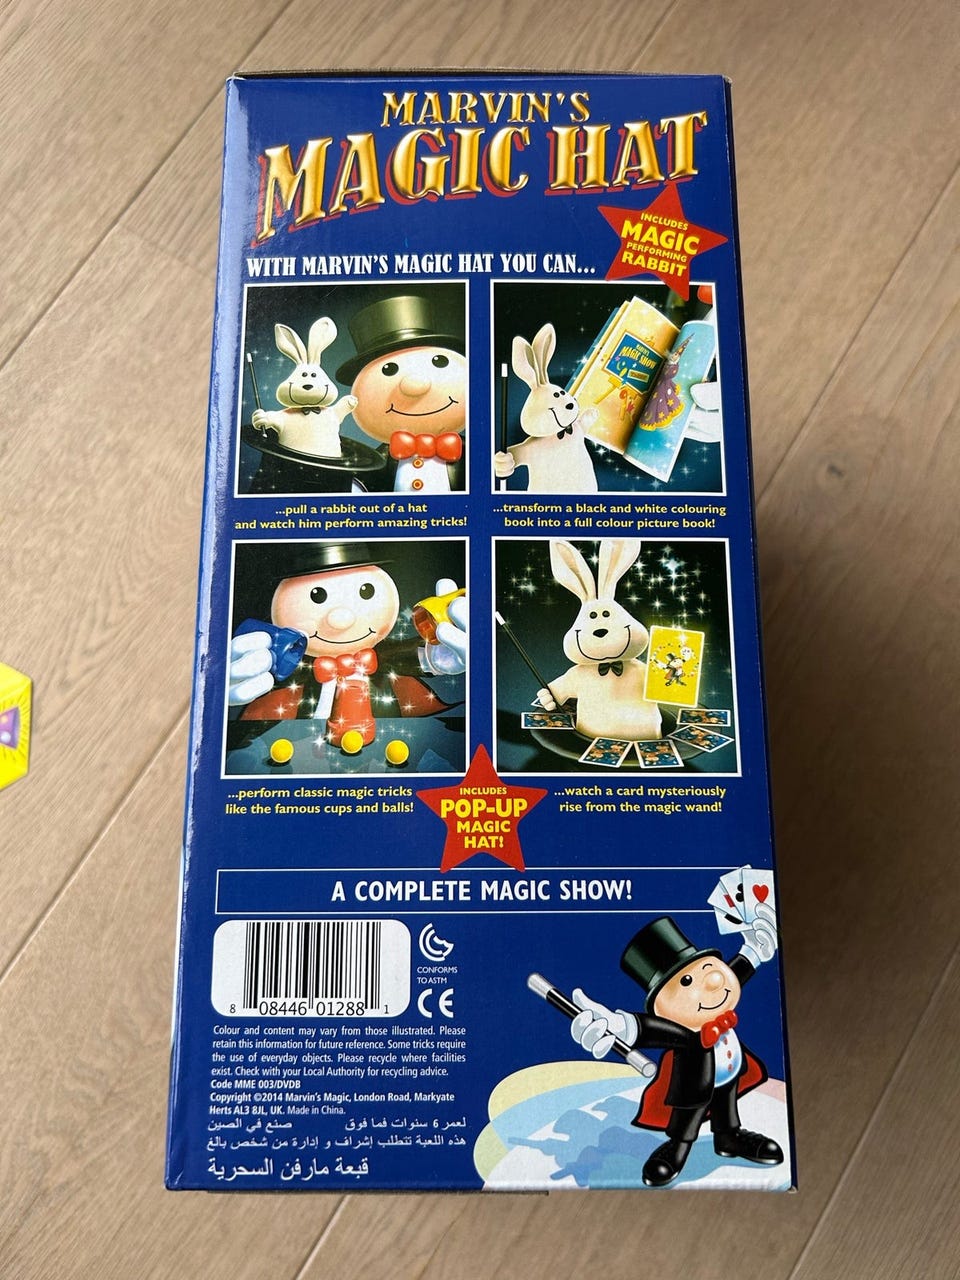 MARVIN'S
MAGIC HAT
INCLUDES
MAGIC
PERFORMING
RABBIT
WITH MARVIN'S MAGIC HAT YOU CAN...
MAGIC SHOW
...pull a rabbit out of a hat
and watch him perform amazing tricks!
...transform a black and white colouring
book into a full colour picture book!
...perform classic magic tricks
like the famous cups and balls!
INCLUDES
POP-UP
MAGIC
HAT!
...watch a card mysteriously
rise from the magic wand!
A COMPLETE MAGIC SHOW!
8 08446 01288 1
CONFORMS
TO ASTM
CE
Colour and content may vary from those illustrated. Please
retain this information for future reference. Some tricks require
the use of everyday objects. Please recycle where facilities
exist. Check with your Local Authority for recycling advice.
Code MME 003/DVDB
Copyright ©2014 Marvin's Magic, London Road, Markyate
Herts AL3 8JL, UK. Made in China.
لعمر 6 سنوات فما فوق صنع في الصين
هذه اللعبة تتطلب إشراف و إدارة من شخص بالغ
قبعة مارفن السحرية